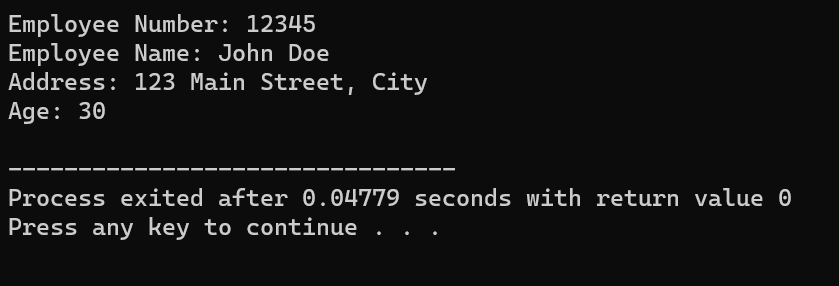 Employee Number: 12345
Employee Name: John Doe
Address: 123 Main Street, City
Age: 30
--------------------------------
Process exited after 0.04779 seconds with return value 0
Press any key to continue . . .